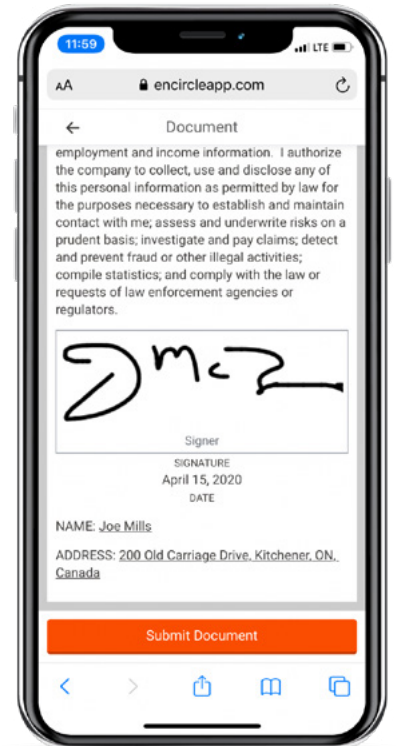 11:59
LTE
AA encircleapp.com
Document
employment and income information. I authorize
the company to collect, use and disclose any of
this personal information as permitted by law for
the purposes necessary to establish and maintain
contact with me; assess and underwrite risks on a
prudent basis; investigate and pay claims; detect
and prevent fraud or other illegal activities;
compile statistics; and comply with the law or
requests of law enforcement agencies or
regulators.
Signer
SIGNATURE
April 15, 2020
DATE
NAME: Joe Mills
ADDRESS: 200 Old Carriage Drive, Kitchener, ON,
Canada
Submit Document